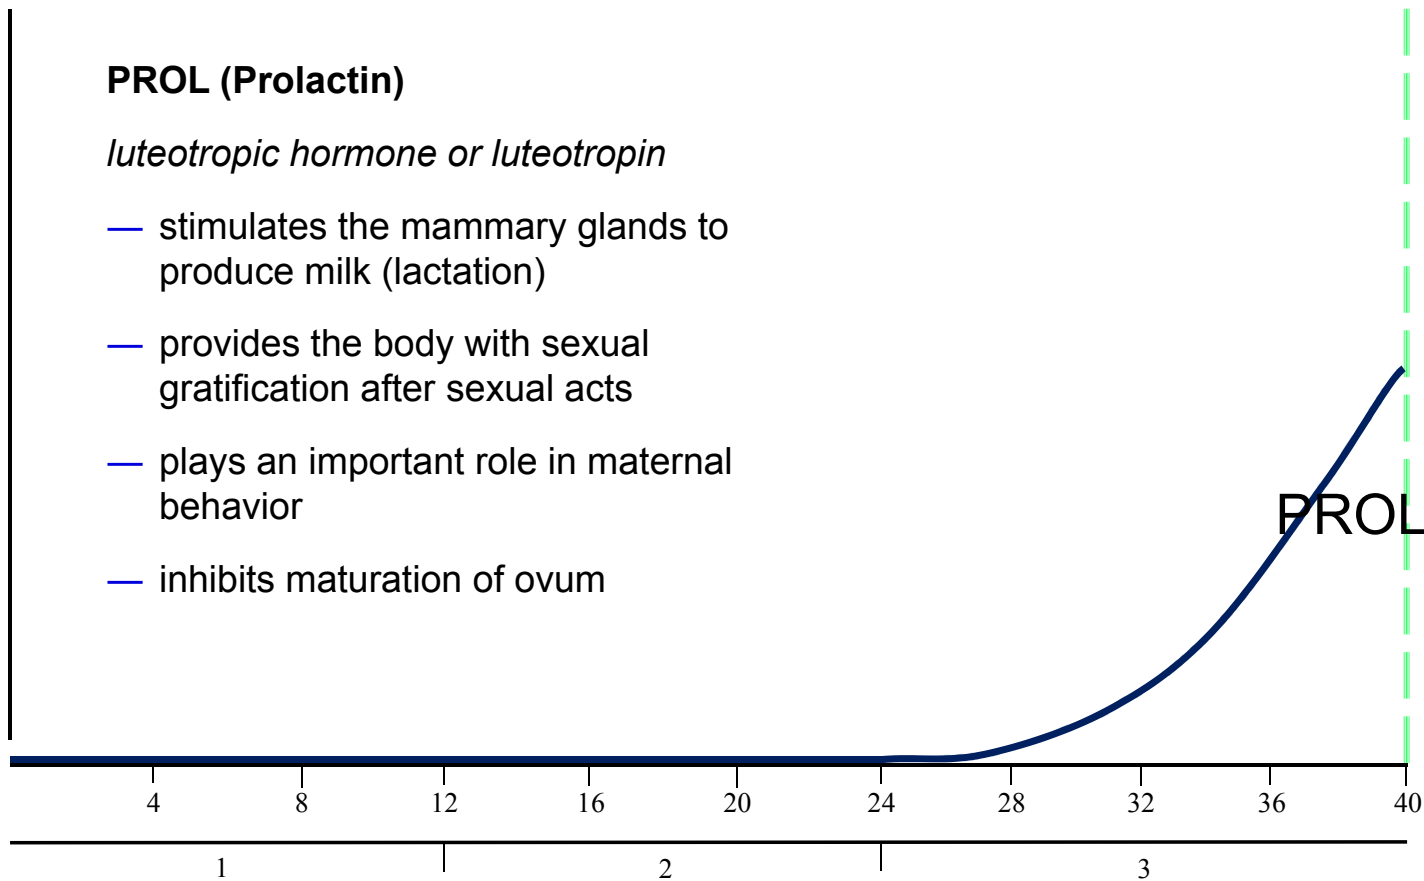 PROL (Prolactin)
luteotropic hormone or luteotropin
— stimulates the mammary glands to
produce milk (lactation)
— provides the body with sexual
gratification after sexual acts
— plays an important role in maternal
behavior
— inhibits maturation of ovum
PROL
4 8 12 16 20 24 28 32 36 40
1 2 3